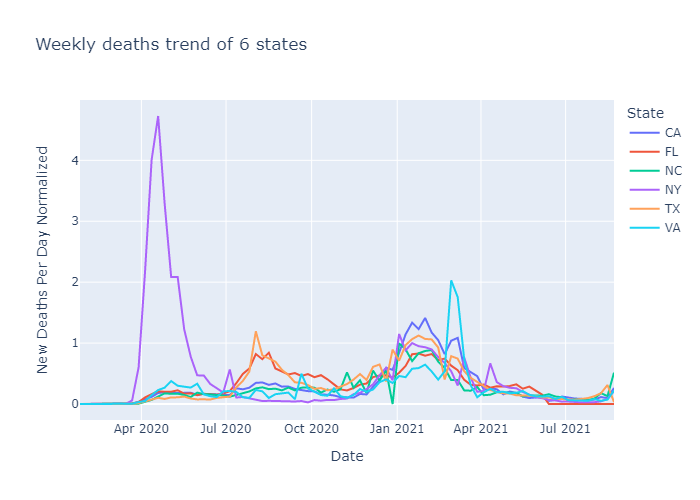 Weekly deaths trend of 6 states
New Deaths Per Day Normalized
4
3
2
1
0
Apr 2020
Jul 2020
Oct 2020
Jan 2021
Apr 2021
Jul 2021
Date
State
CA
FL
NC
NY
TX
VA